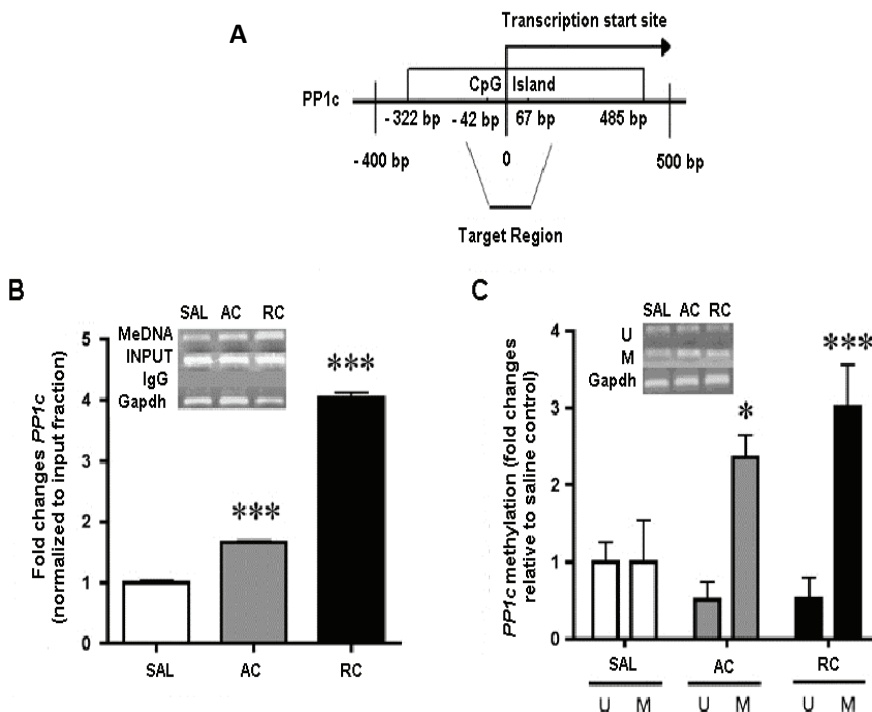 A
Transcription start site
CpG Island
PP1c
- 322 bp - 42 bp 67 bp 485 bp
- 400 bp 0 500 bp
Target Region
B
SAL AC RC
MeDNA
INPUT
IgG
Gapdh
Fold changes PP1c
(normalized to input fraction)
5
4
3
2
1
0
***
***
SAL AC RC
C
SAL AC RC
U
M
Gapdh
PP1c methylation (fold changes
relative to saline control)
4
3
2
1
0
*
***
SAL AC RC
U M U M U M